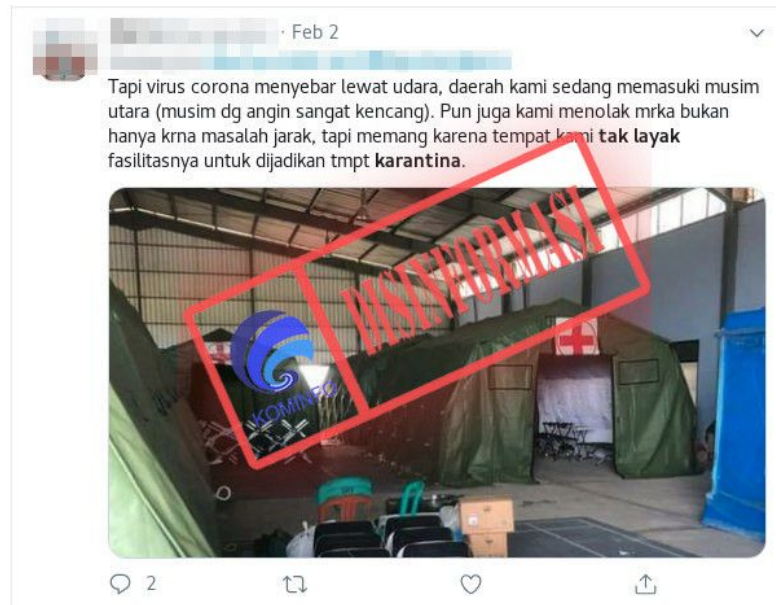 · Feb 2
Tapi virus corona menyebar lewat udara, daerah kami sedang memasuki musim
utara (musim dg angin sangat kencang). Pun juga kami menolak mrka bukan
hanya krna masalah jarak, tapi memang karena tempat kami tak layak
fasilitasnya untuk dijadikan tmpt karantina.
DISINFORMASI
KOMINFO
2